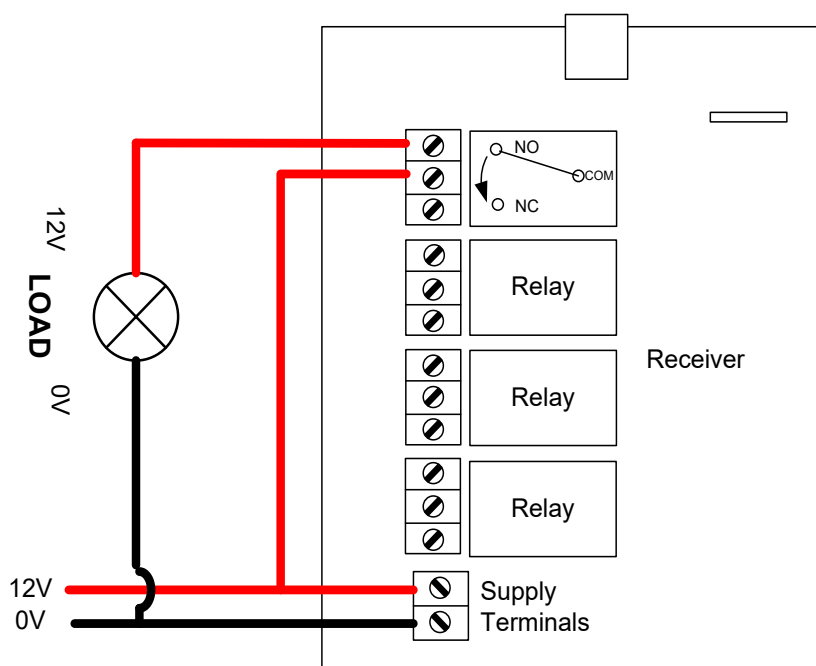 NO
COM
NC
12V
LOAD
0V
Relay
Receiver
Relay
Relay
12V
Supply
0V
Terminals